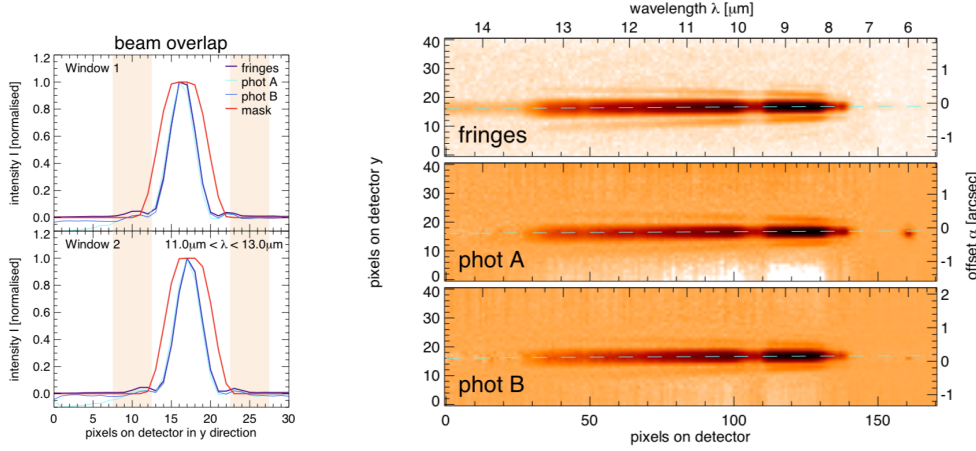 beam overlap
Window 1
fringes
phot A
phot B
mask
intensity I [normalised]
1.2
1.0
0.8
0.6
0.4
0.2
0.0
Window 2
11.0μm < λ < 13.0μm
intensity I [normalised]
1.2
1.0
0.8
0.6
0.4
0.2
0.0
0 5 10 15 20 25 30
pixels on detector in y direction
wavelength λ [μm]
14 13 12 11 10 9 8 7 6
40
30
20
10
0
fringes
1
0
-1
pixels on detector y
40
30
20
10
0
phot A
1
0
-1
offset α [arcsec]
40
30
20
10
0
phot B
2
1
0
-1
0 50 100 150
pixels on detector